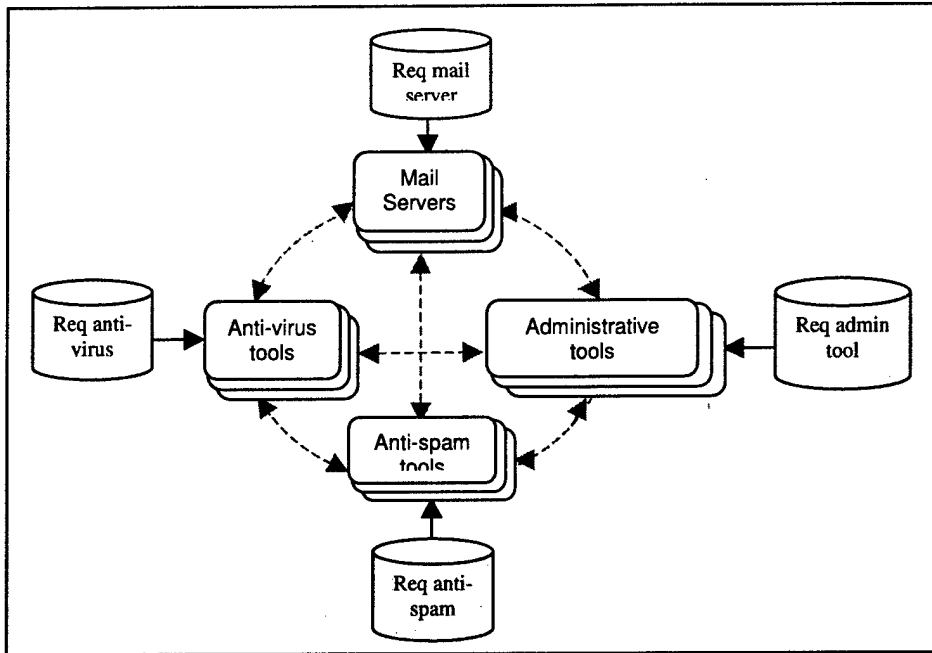 Req mail
server
Mail
Servers
Req anti-
virus
Anti-virus
tools
Administrative
tools
Req admin
tool
Anti-spam
tools
Req anti-
spam